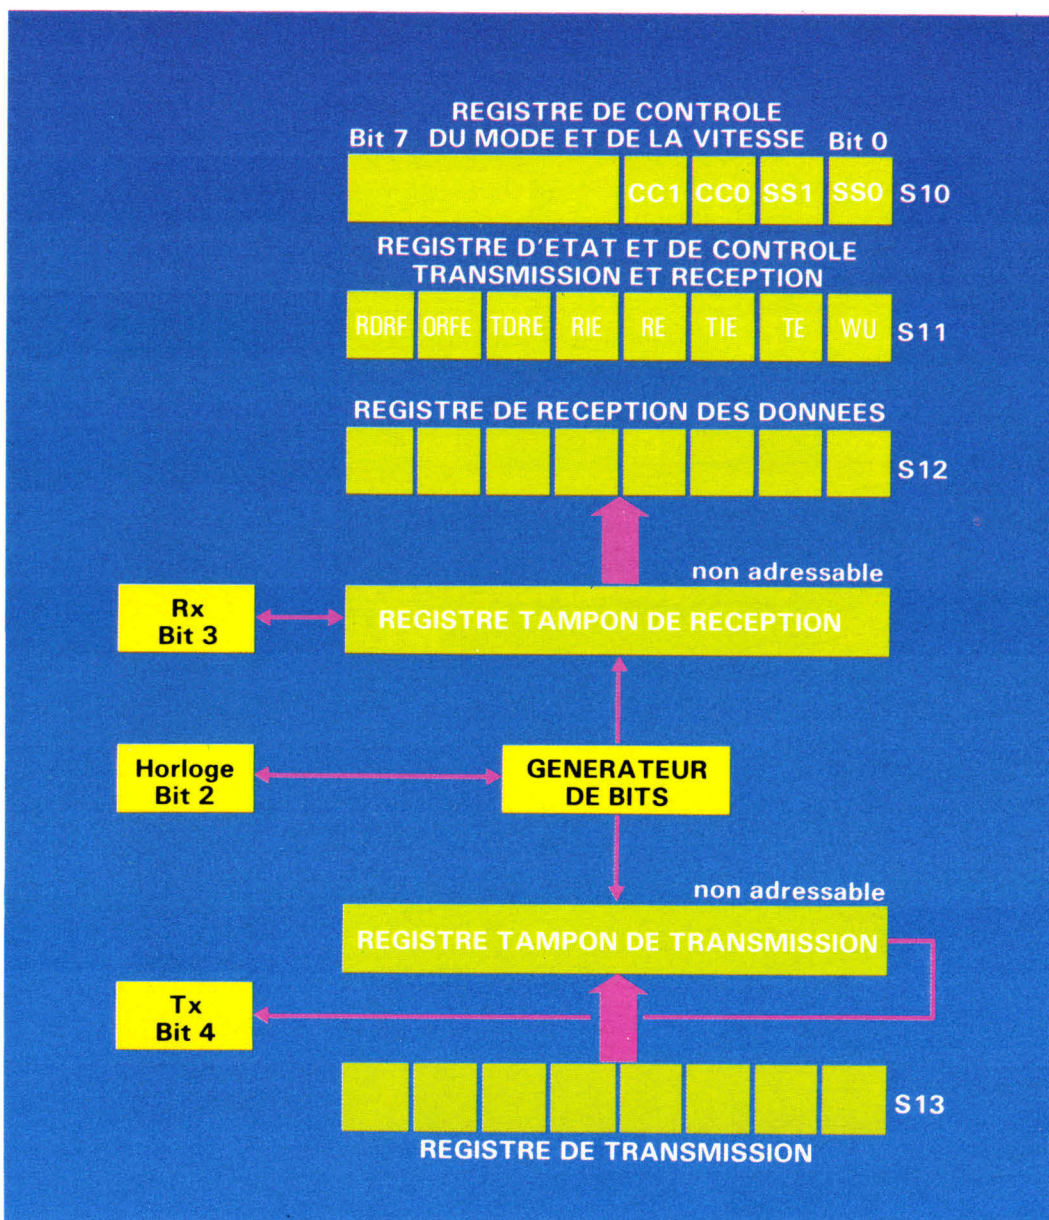 REGISTRE DE CONTROLE
Bit 7 DU MODE ET DE LA VITESSE Bit 0
CC1 CC0 SS1 SS0 S10
REGISTRE D'ETAT ET DE CONTROLE
TRANSMISSION ET RECEPTION
RDRF ORFE TDRE RIE RE TIE TE WU S11
REGISTRE DE RECEPTION DES DONNEES
S12
non adressable
Rx
Bit 3
REGISTRE TAMPON DE RECEPTION
Horloge
Bit 2
GENERATEUR
DE BITS
non adressable
REGISTRE TAMPON DE TRANSMISSION
Tx
Bit 4
S13
REGISTRE DE TRANSMISSION